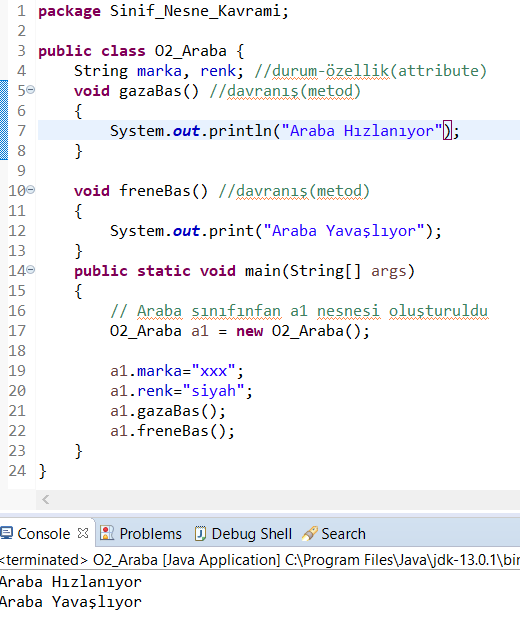 1 package Sinif_Nesne_Kavrami;
2
3 public class O2_Araba {
4 String marka, renk; //durum-özellik(attribute)
5 void gazaBas() //davranış(metod)
6 {
7 System.out.println("Araba Hızlanıyor");
8 }
9
10 void freneBas() //davranış(metod)
11 {
12 System.out.print("Araba Yavaşlıyor");
13 }
14 public static void main(String[] args)
15 {
16 // Araba sınıfınfan a1 nesnesi oluşturuldu
17 O2_Araba a1 = new O2_Araba();
18
19 a1.marka="xxx";
20 a1.renk="siyah";
21 a1.gazaBas();
22 a1.freneBas();
23 }
24 }
Console Problems Debug Shell Search
<terminated> O2_Araba [Java Application] C:\Program Files\Java\jdk-13.0.1\bin
Araba Hızlanıyor
Araba Yavaşlıyor